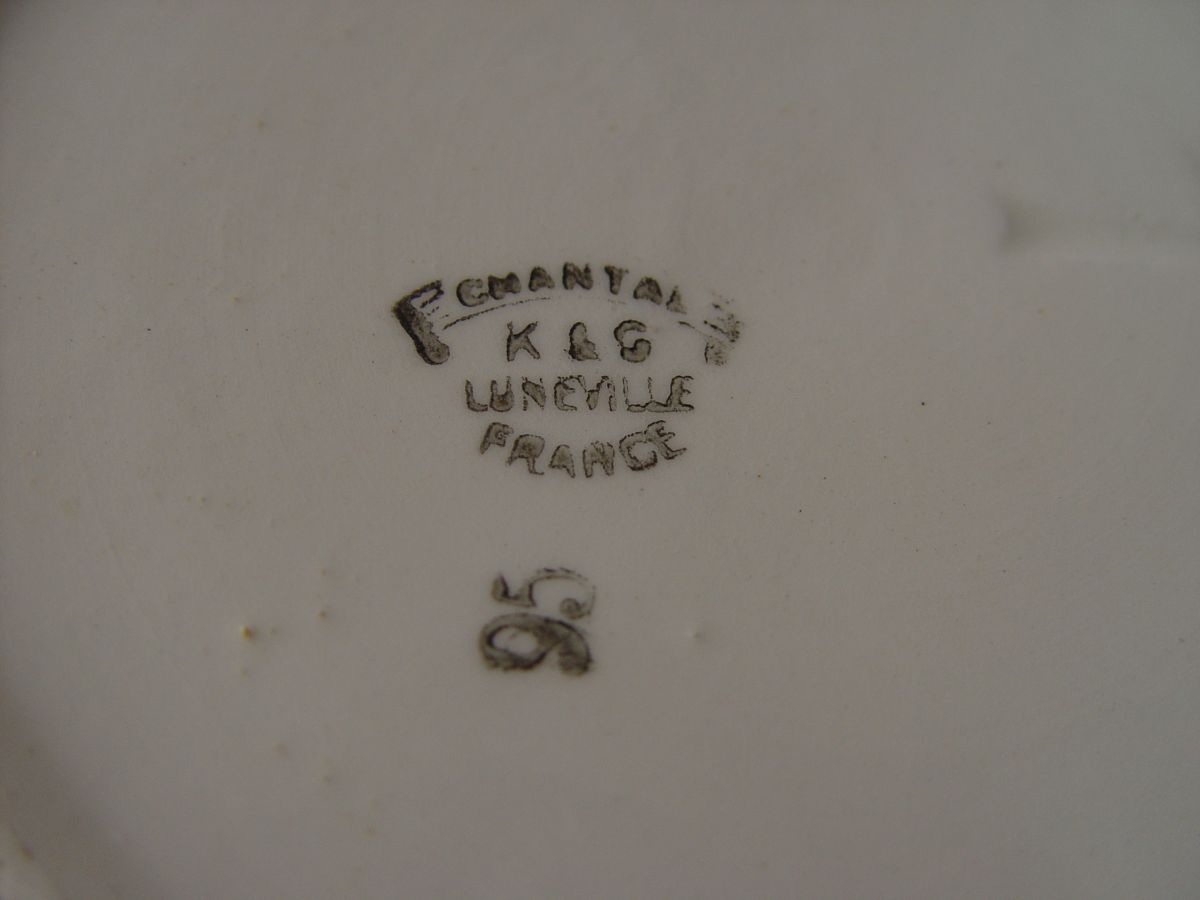 CHANTAL
K & G
LUNEVILLE
FRANCE
95